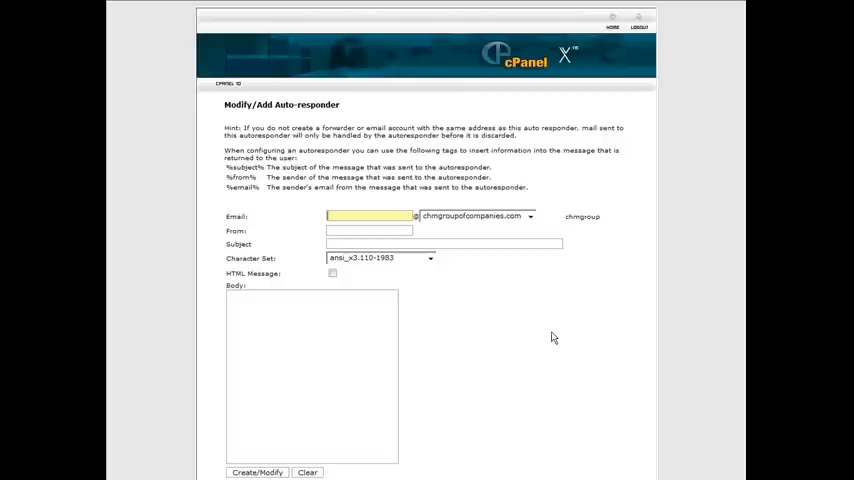 HOME LOGOUT
cPanel X™
CPANEL 10
Modify/Add Auto-responder
Hint: If you do not create a forwarder or email account with the same address as this auto responder, mail sent to
this autoresponder will only be handled by the autoresponder before it is discarded.
When configuring an autoresponder you can use the following tags to insert information into the message that is
returned to the user:
%subject% The subject of the message that was sent to the autoresponder.
%from% The sender of the message that was sent to the autoresponder.
%email% The sender's email from the message that was sent to the autoresponder.
Email: @ chmgroupofcompanies.com chmgroup
From:
Subject
Character Set: ansi_x3.110-1983
HTML Message:
Body:
Create/Modify Clear